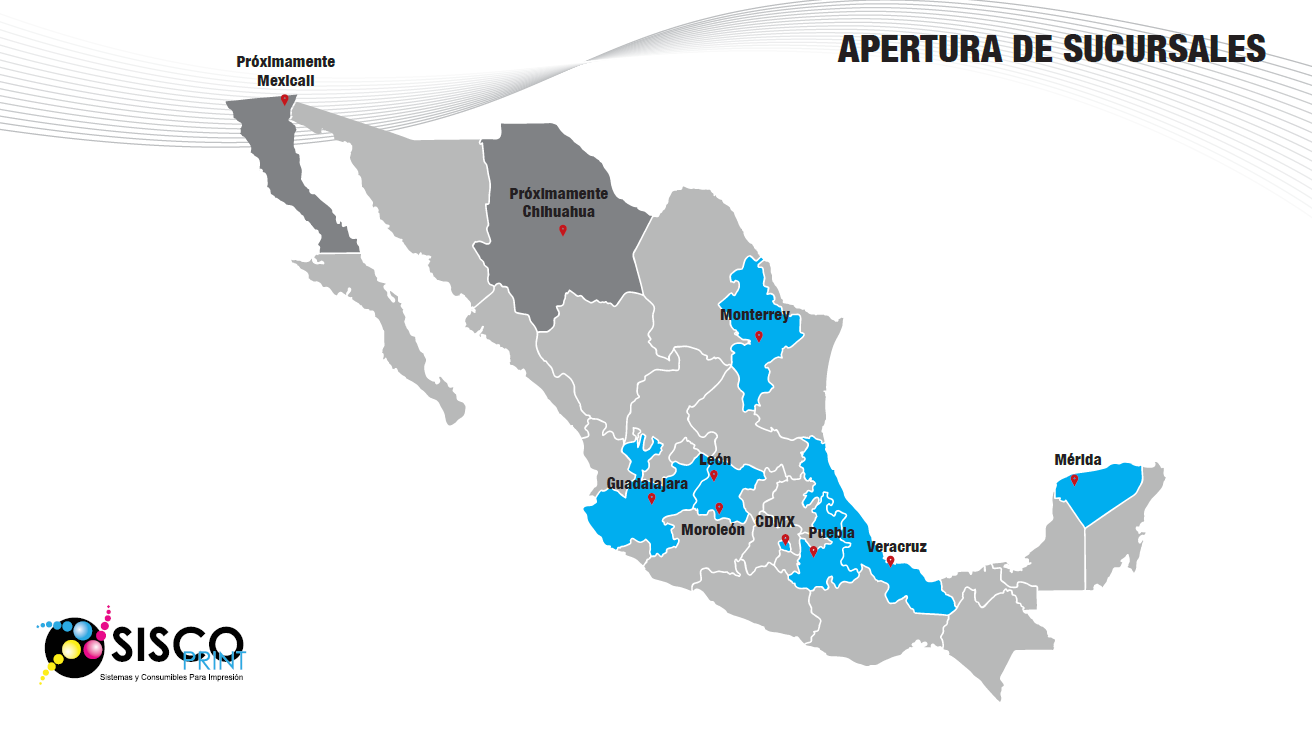 APERTURA DE SUCURSALES
Próximamente
Mexicali
Próximamente
Chihuahua
Monterrey
León
Mérida
Guadalajara
Moroleón
CDMX
Puebla
Veracruz
SISCO
PRINT
Sistemas y Consumibles Para Impresión